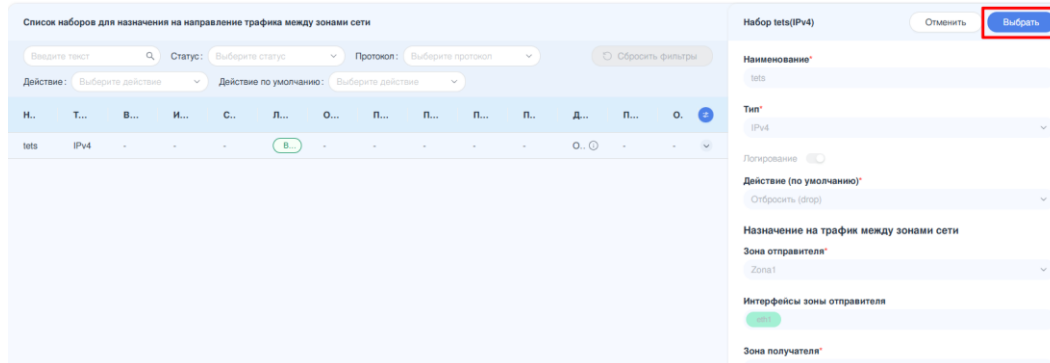 Список наборов для назначения на направление трафика между зонами сети
Введите текст Статус: Выберите статус Протокол: Выберите протокол Сбросить фильтры
Действие: Выберите действие Действие по умолчанию: Выберите действие
Н.. Т... В... И... С.. Л... О... П... П... П... П.. Д... П... О.
tets IPv4 - - - В... - - - - - О.. - -
Набор tets(IPv4) Отменить Выбрать
Наименование*
tets
Тип*
IPv4
Логирование
Действие (по умолчанию)*
Отбросить (drop)
Назначение на трафик между зонами сети
Зона отправителя*
Zona1
Интерфейсы зоны отправителя
Зона получателя*